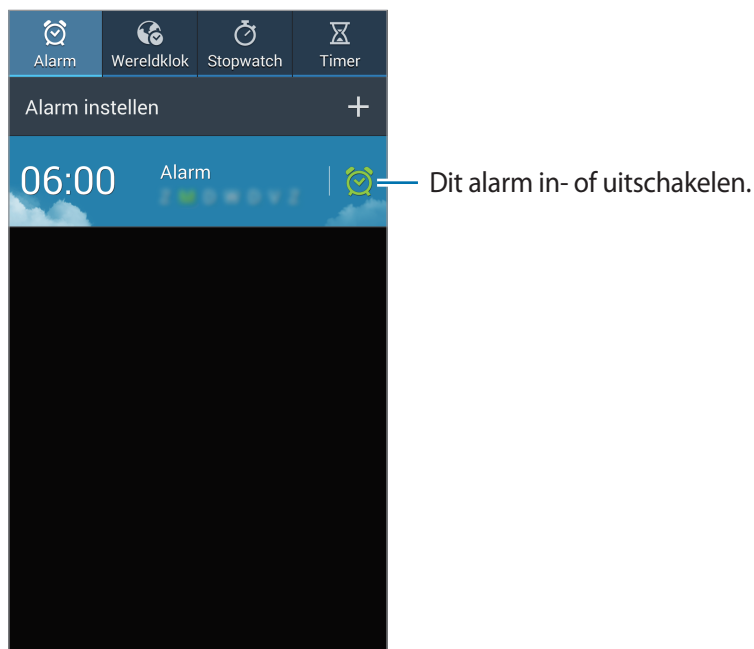 Alarm
Wereldklok
Stopwatch
Timer
Alarm instellen
06:00
Alarm
Z M D W D V Z
Dit alarm in- of uitschakelen.